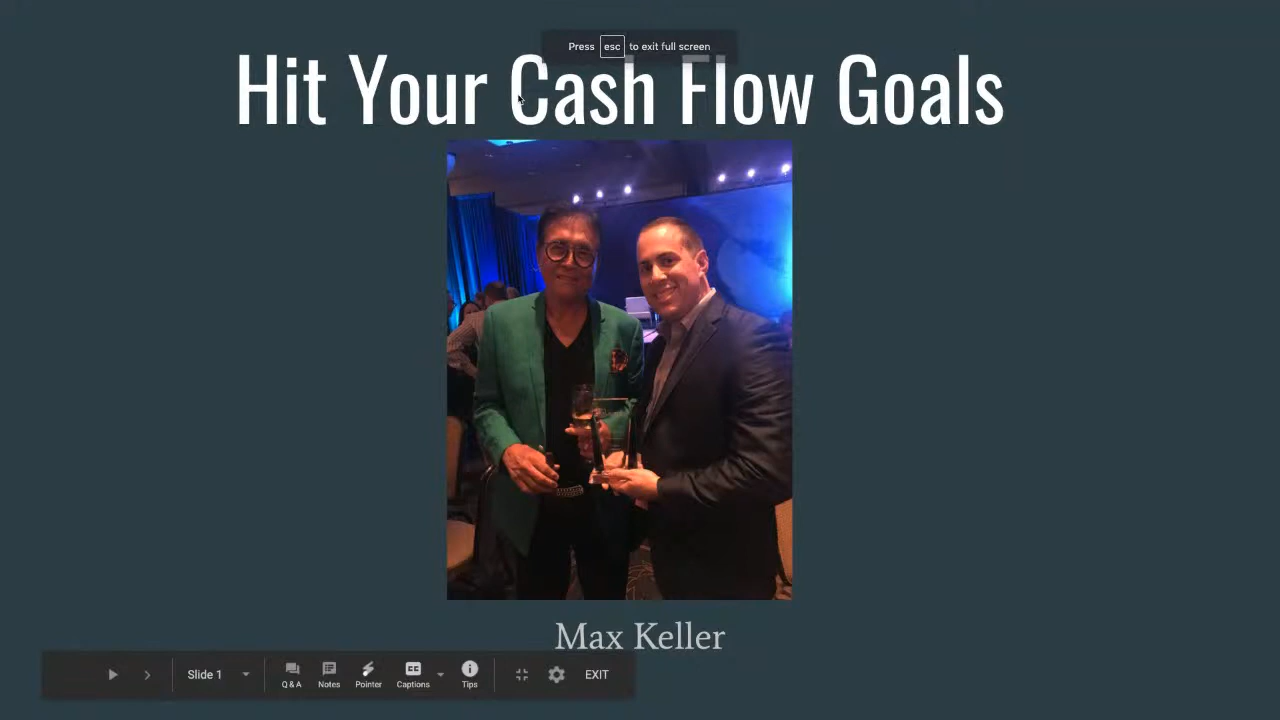 Press esc to exit full screen
Hit Your Cash Flow Goals
Max Keller
Slide 1
Q & A
Notes
Pointer
CC
Captions
Tips
EXIT